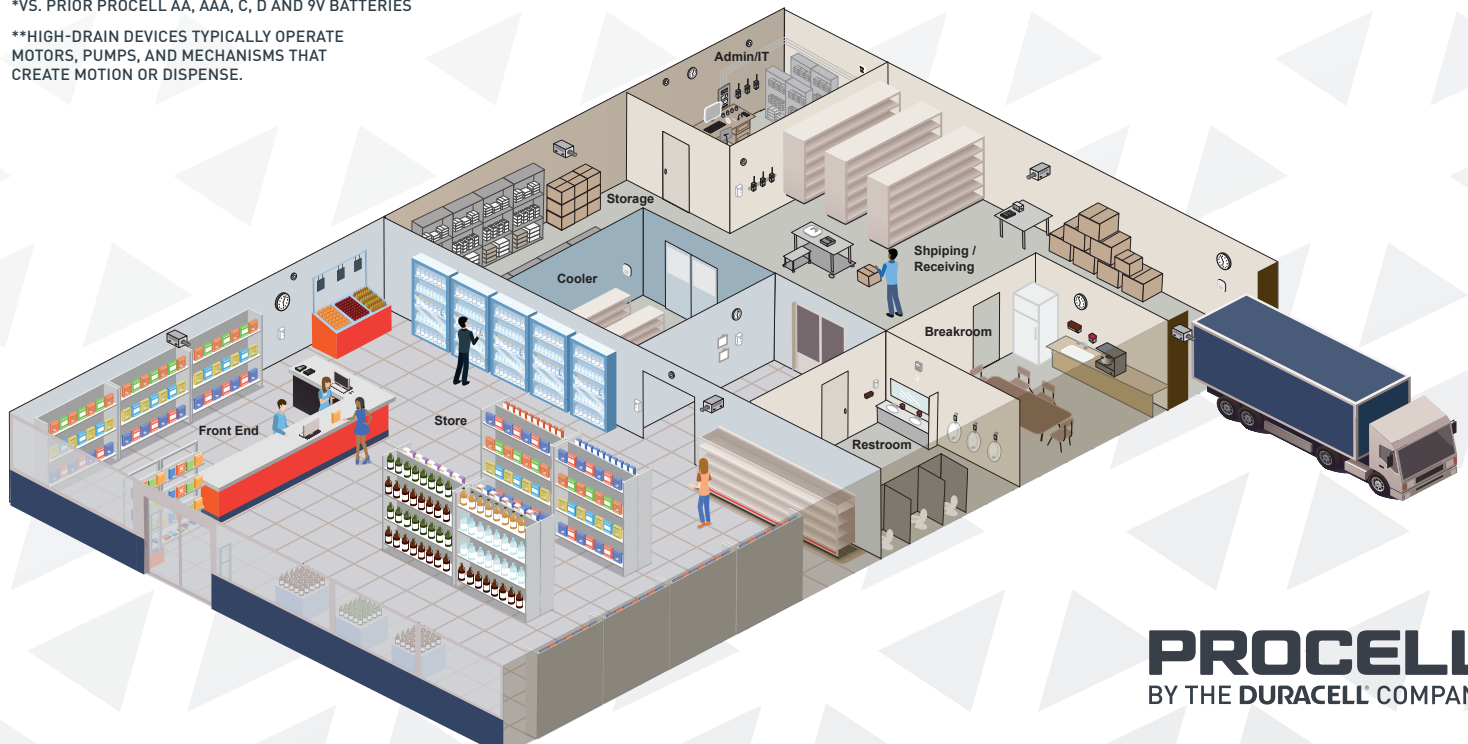 *VS. PRIOR PROCELL AA, AAA, C, D AND 9V BATTERIES
**HIGH-DRAIN DEVICES TYPICALLY OPERATE
MOTORS, PUMPS, AND MECHANISMS THAT
CREATE MOTION OR DISPENSE.
Admin/IT
Storage
Shpiping /
Receiving
Cooler
Breakroom
Store
Front End
Restroom
PROCELL
BY THE DURACELL® COMPAN